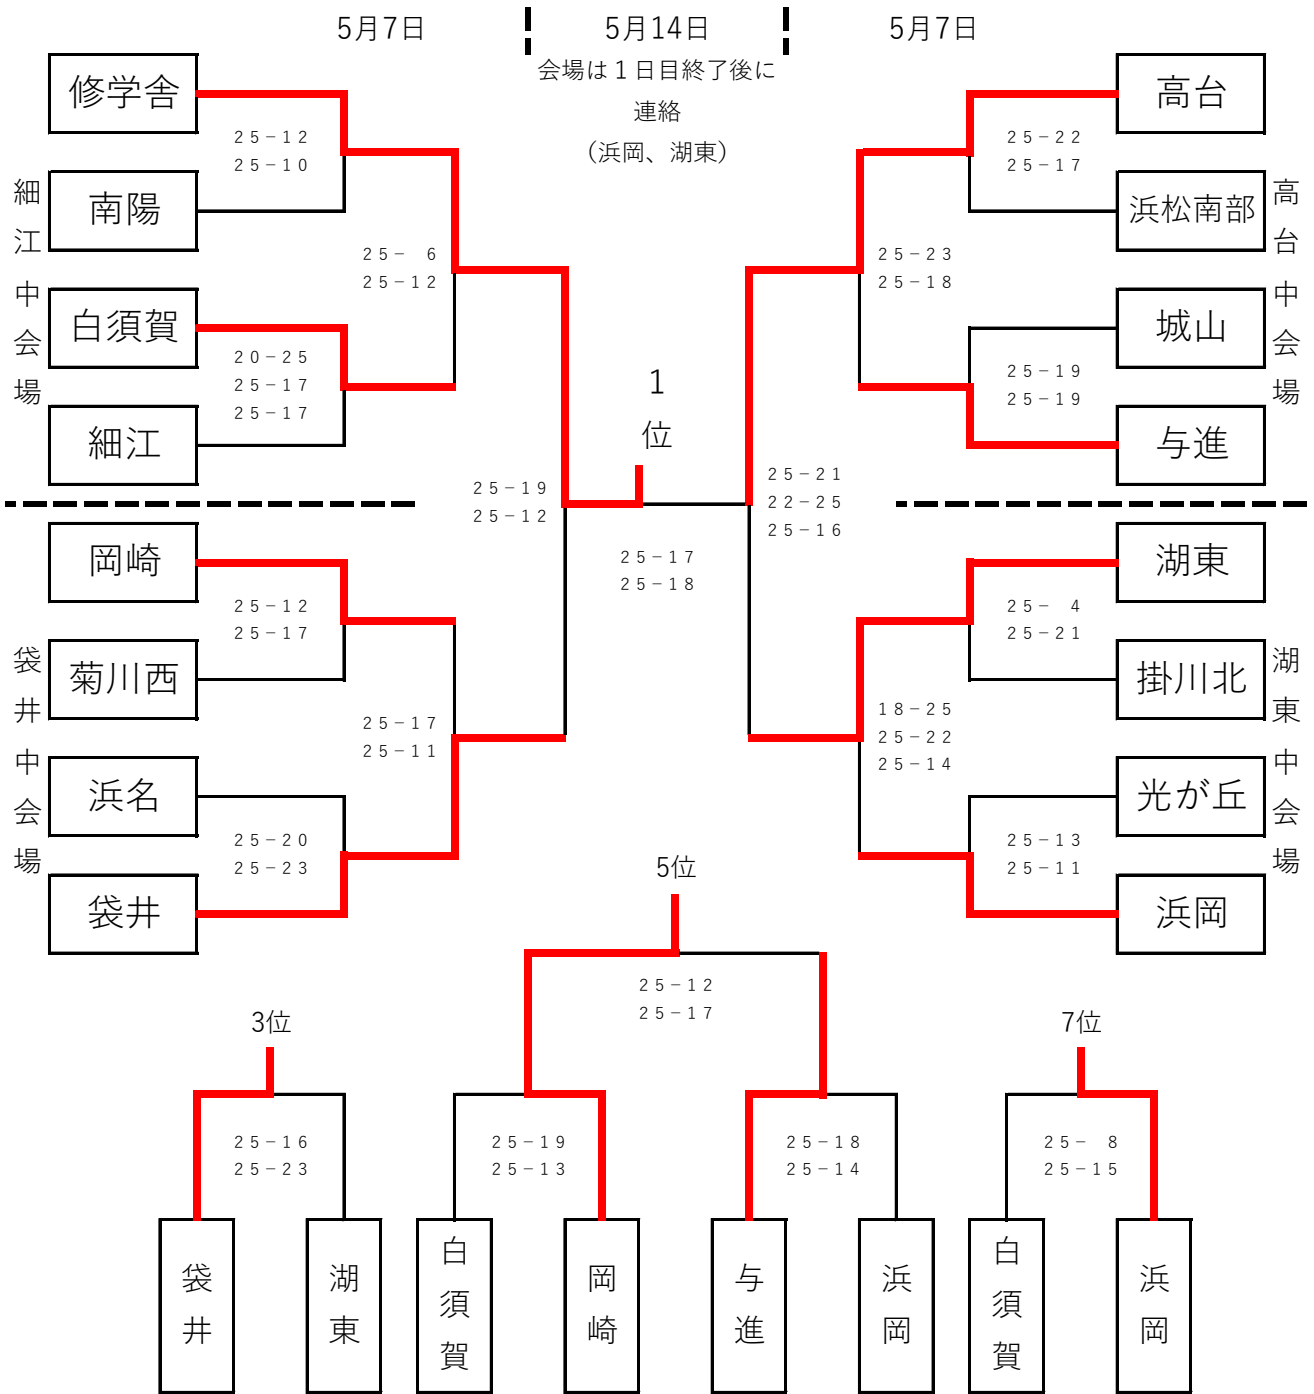 5月7日
5月14日
5月7日
会場は１日目終了後に
連絡
（浜岡、湖東）
細江中会場
修学舎
25−12
25−10
南陽
25− 6
25−12
白須賀
20−25
25−17
25−17
細江
25−19
25−12
袋井中会場
岡崎
25−12
25−17
菊川西
25−17
25−11
浜名
25−20
25−23
袋井
1位
25−17
25−18
高台中会場
高台
25−22
25−17
浜松南部
25−23
25−18
城山
25−19
25−19
与進
25−21
22−25
25−16
湖東中会場
湖東
25− 4
25−21
掛川北
18−25
25−22
25−14
光が丘
25−13
25−11
浜岡
5位
25−12
25−17
3位
25−16
25−23
袋井
湖東
25−19
25−13
白須賀
岡崎
25−18
25−14
与進
浜岡
7位
25− 8
25−15
白須賀
浜岡